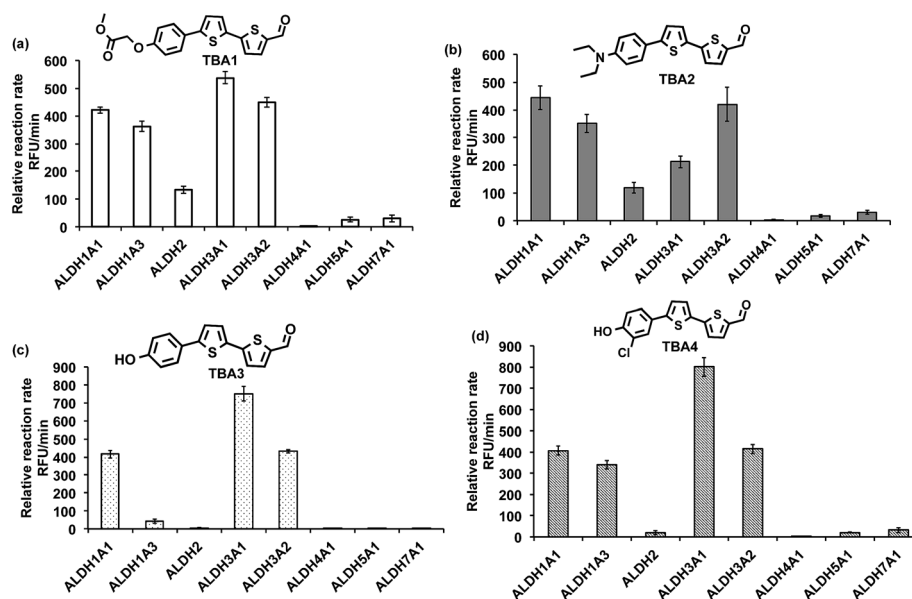 (a)
O
O
O
S
S
O
TBA1
Relative reaction rate
RFU/min
600
500
400
300
200
100
0
ALDH1A1
ALDH1A3
ALDH2
ALDH3A1
ALDH3A2
ALDH4A1
ALDH5A1
ALDH7A1
(b)
N
S
S
O
TBA2
Relative reaction rate
RFU/min
600
500
400
300
200
100
0
ALDH1A1
ALDH1A3
ALDH2
ALDH3A1
ALDH3A2
ALDH4A1
ALDH5A1
ALDH7A1
(c)
HO
S
S
O
TBA3
Relative reaction rate
RFU/min
900
800
700
600
500
400
300
200
100
0
ALDH1A1
ALDH1A3
ALDH2
ALDH3A1
ALDH3A2
ALDH4A1
ALDH5A1
ALDH7A1
(d)
HO
Cl
S
S
O
TBA4
Relative reaction rate
RFU/min
900
800
700
600
500
400
300
200
100
0
ALDH1A1
ALDH1A3
ALDH2
ALDH3A1
ALDH3A2
ALDH4A1
ALDH5A1
ALDH7A1